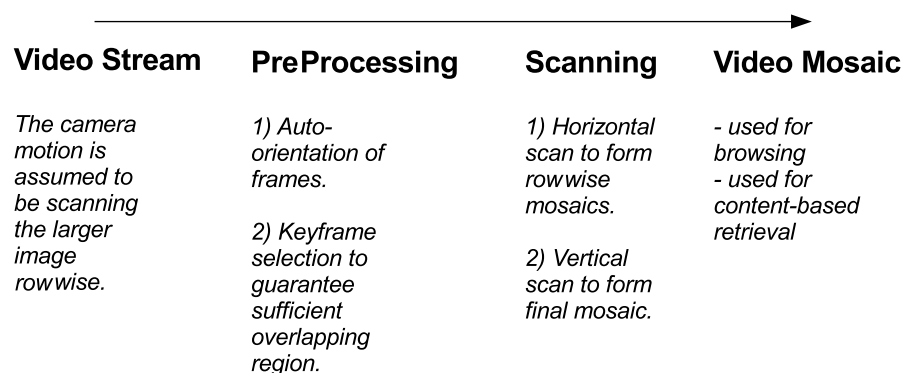 Video Stream
The camera
motion is
assumed to
be scanning
the larger
image
rowwise.
PreProcessing
1) Auto-
orientation of
frames.
2) Keyframe
selection to
guarantee
sufficient
overlapping
region.
Scanning
1) Horizontal
scan to form
rowwise
mosaics.
2) Vertical
scan to form
final mosaic.
Video Mosaic
- used for
browsing
- used for
content-based
retrieval